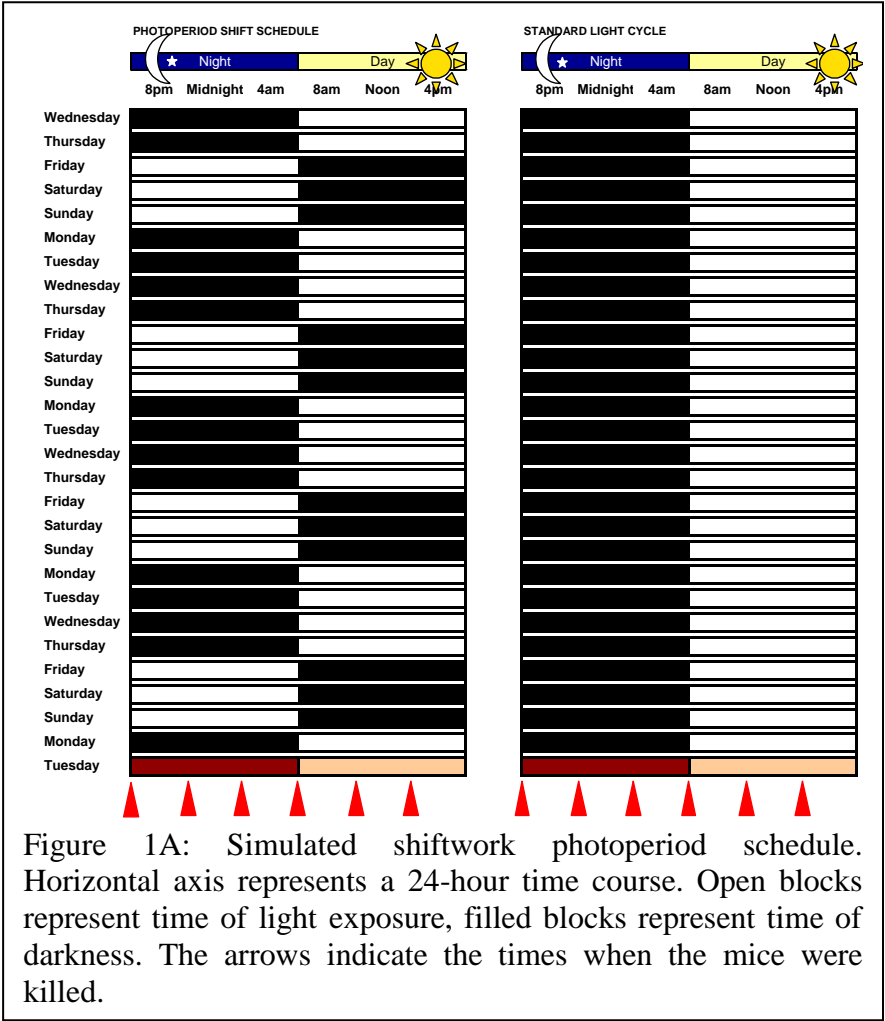 PHOTOPERIOD SHIFT SCHEDULE
Night Day
8pm Midnight 4am 8am Noon 4pm
STANDARD LIGHT CYCLE
Night Day
8pm Midnight 4am 8am Noon 4pm
Wednesday
Thursday
Friday
Saturday
Sunday
Monday
Tuesday
Wednesday
Thursday
Friday
Saturday
Sunday
Monday
Tuesday
Wednesday
Thursday
Friday
Saturday
Sunday
Monday
Tuesday
Wednesday
Thursday
Friday
Saturday
Sunday
Monday
Tuesday
Figure 1A: Simulated shiftwork photoperiod schedule.
Horizontal axis represents a 24-hour time course. Open blocks
represent time of light exposure, filled blocks represent time of
darkness. The arrows indicate the times when the mice were
killed.